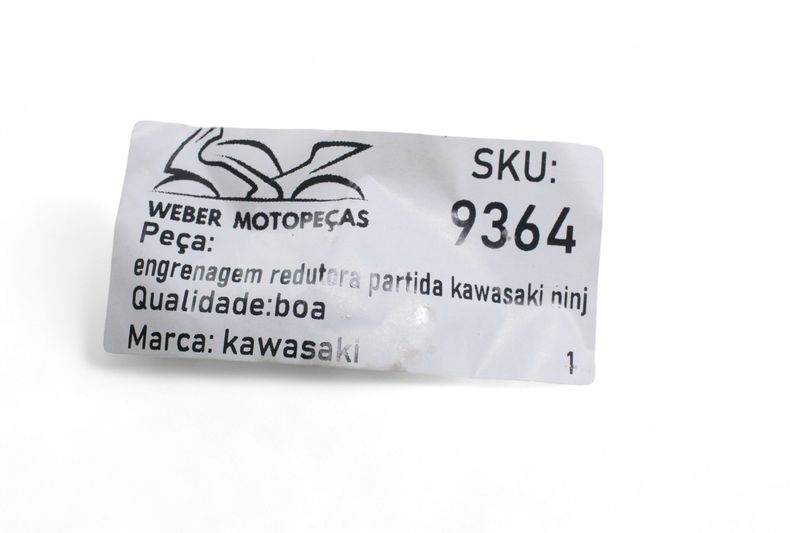 WEBER MOTOPEÇAS
SKU:
9364
Peça:
engrenagem redutora partida kawasaki ninj
Qualidade:boa
Marca: kawasaki
1